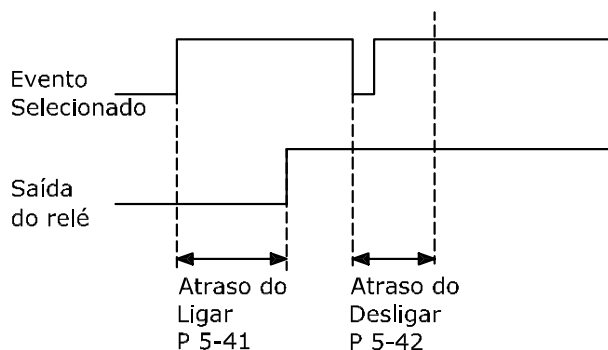 Evento
Selecionado
Saída
do relé
Atraso do
Ligar
P 5-41
Atraso do
Desligar
P 5-42